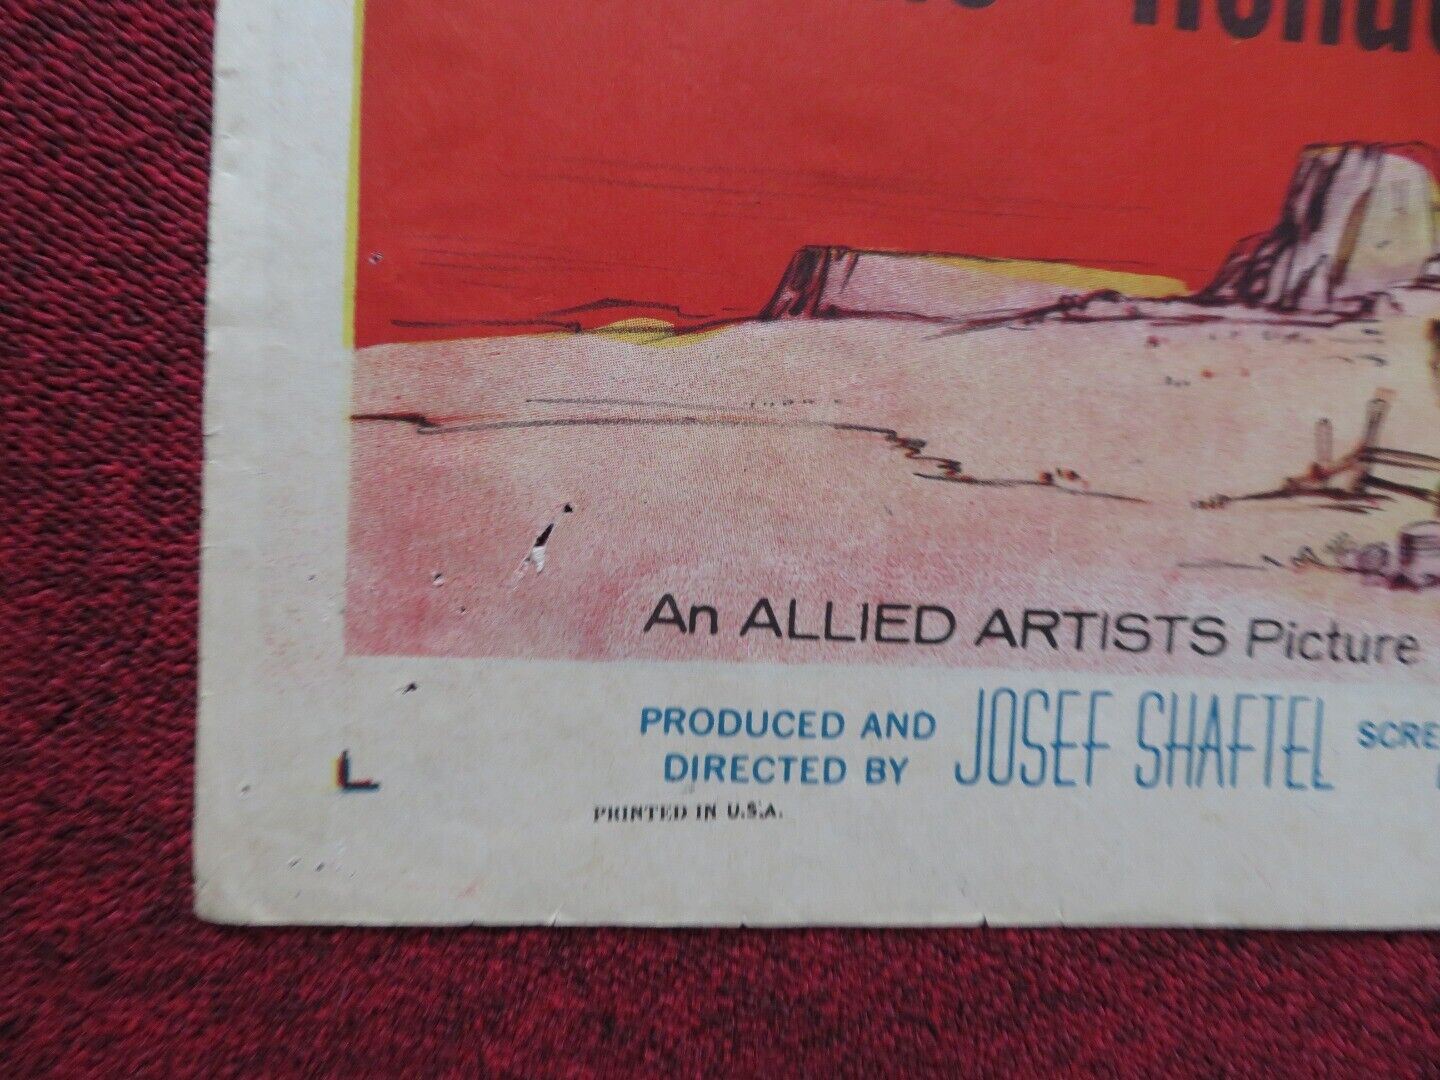 An ALLIED ARTISTS Picture
PRODUCED AND
DIRECTED BY JOSEF SHAFTEL
PRINTED IN U.S.A.